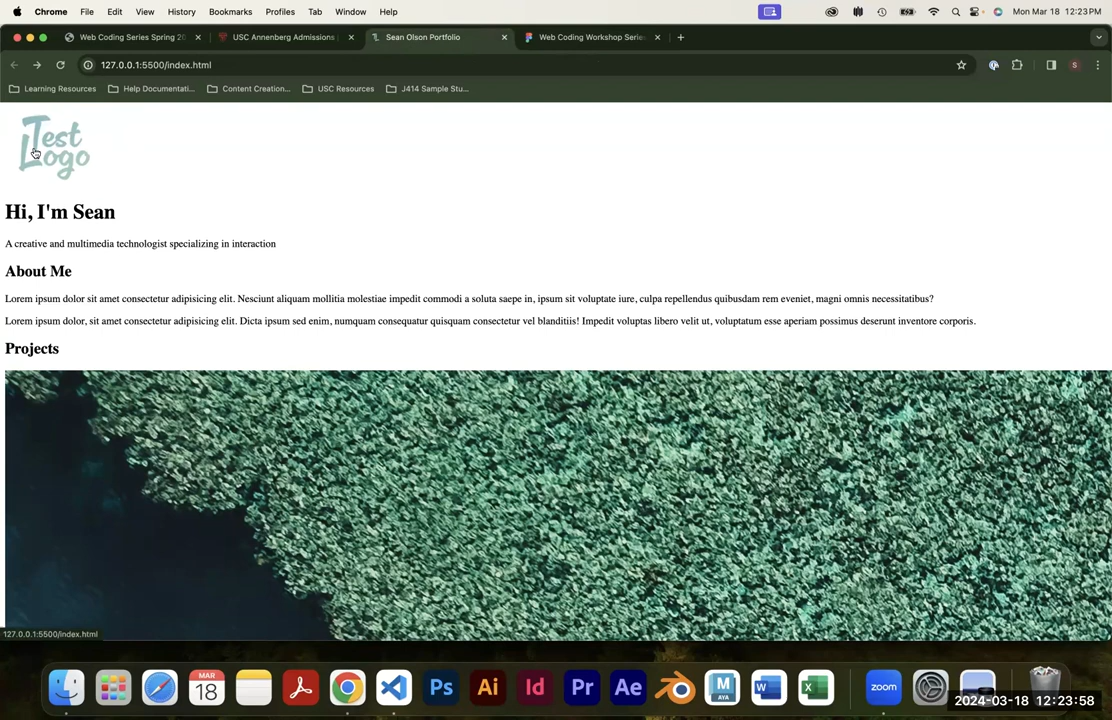 Chrome File Edit View History Bookmarks Profiles Tab Window Help Mon Mar 18 12:23 PM
Web Coding Series Spring 20 USC Annenberg Admissions Sean Olson Portfolio Web Coding Workshop Serie
127.0.0.1:5500/index.html S
Learning Resources Help Documentati... Content Creation... USC Resources J414 Sample Stu...
Test
Logo
Hi, I'm Sean
A creative and multimedia technologist specializing in interaction
About Me
Lorem ipsum dolor sit amet consectetur adipisicing elit. Nesciunt aliquam mollitia molestiae impedit commodi a soluta saepe in, ipsum sit voluptate iure, culpa repellendus quibusdam rem eveniet, magni omnis necessitatibus?
Lorem ipsum dolor, sit amet consectetur adipisicing elit. Dicta ipsum sed enim, numquam consequatur quisquam consectetur vel blanditiis! Impedit voluptas libero velit ut, voluptatum esse aperiam possimus deserunt inventore corporis.
Projects
127.0.0.1:5500/index.html
MAR
18 Ps Ai Id Pr Ae M W X zoom
AYA
2024-03-18 12:23:58